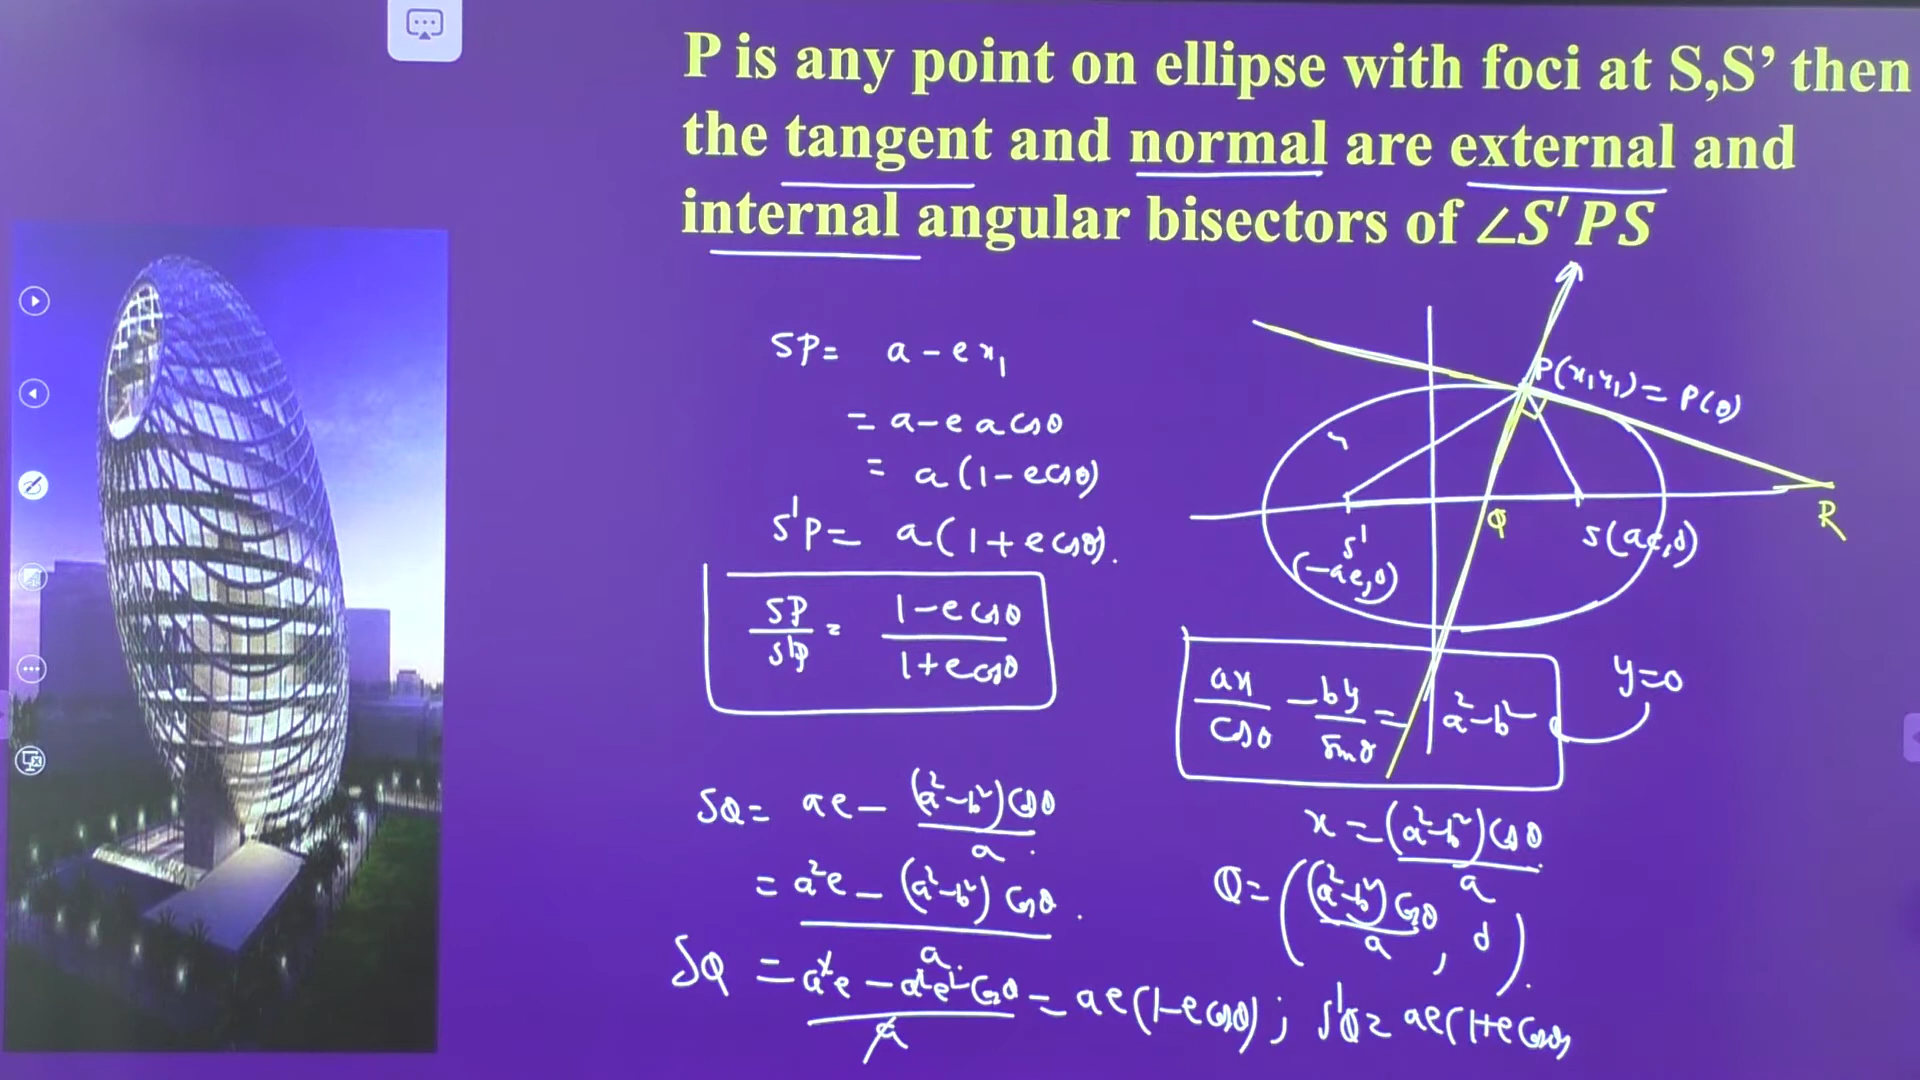 P is any point on ellipse with foci at S,S’ then
the tangent and normal are external and
internal angular bisectors of ∠S′PS
SP = a - e x₁
= a - e a cosθ
= a (1 - e cosθ)
S'P = a (1 + e cosθ).
SP/S'P = (1 - e cosθ)/(1 + e cosθ)
SQ = ae - (a² - b²) cosθ / a.
= a²e - (a² - b²) cosθ / a.
SQ = a²e - a²e² cosθ / a = ae (1 - e cosθ) ; S'Q = ae (1 + e cosθ)
P(x₁, y₁) = P(θ)
S'
(-ae, 0)
Q
S(ae, 0)
R
ax/cosθ - by/sinθ = a² - b²
y=0
x = (a² - b²) cosθ / a
Q = ((a² - b²) cosθ / a, 0).